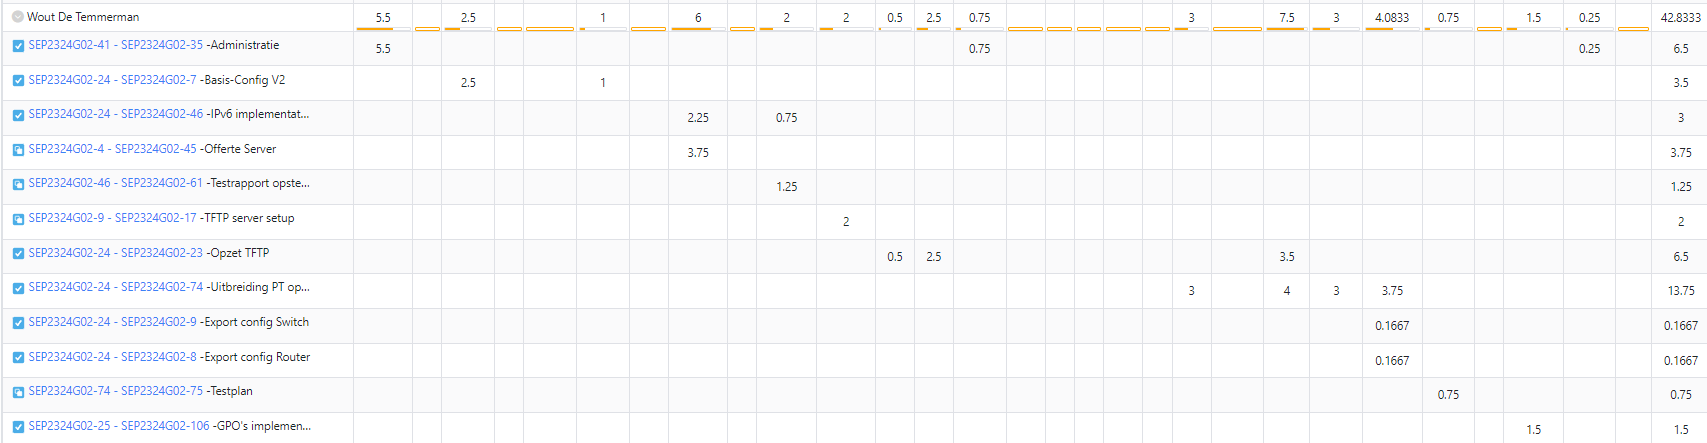 Wout De Temmerman 5.5 2.5 1 6 2 2 0.5 2.5 0.75 3 7.5 3 4.0833 0.75 1.5 0.25 42.8333
SEP2324G02-41 - SEP2324G02-35 -Administratie 5.5 0.75 0.25 6.5
SEP2324G02-24 - SEP2324G02-7 -Basis-Config V2 2.5 1 3.5
SEP2324G02-24 - SEP2324G02-46 -IPv6 implementat... 2.25 0.75 3
SEP2324G02-4 - SEP2324G02-45 -Offerte Server 3.75 3.75
SEP2324G02-46 - SEP2324G02-61 -Testrapport opste... 1.25 1.25
SEP2324G02-9 - SEP2324G02-17 -TFTP server setup 2 2
SEP2324G02-24 - SEP2324G02-23 -Opzet TFTP 0.5 2.5 3.5 6.5
SEP2324G02-24 - SEP2324G02-74 -Uitbreiding PT op... 3 4 3 3.75 13.75
SEP2324G02-24 - SEP2324G02-9 -Export config Switch 0.1667 0.1667
SEP2324G02-24 - SEP2324G02-8 -Export config Router 0.1667 0.1667
SEP2324G02-74 - SEP2324G02-75 -Testplan 0.75 0.75
SEP2324G02-25 - SEP2324G02-106 -GPO's implemen... 1.5 1.5